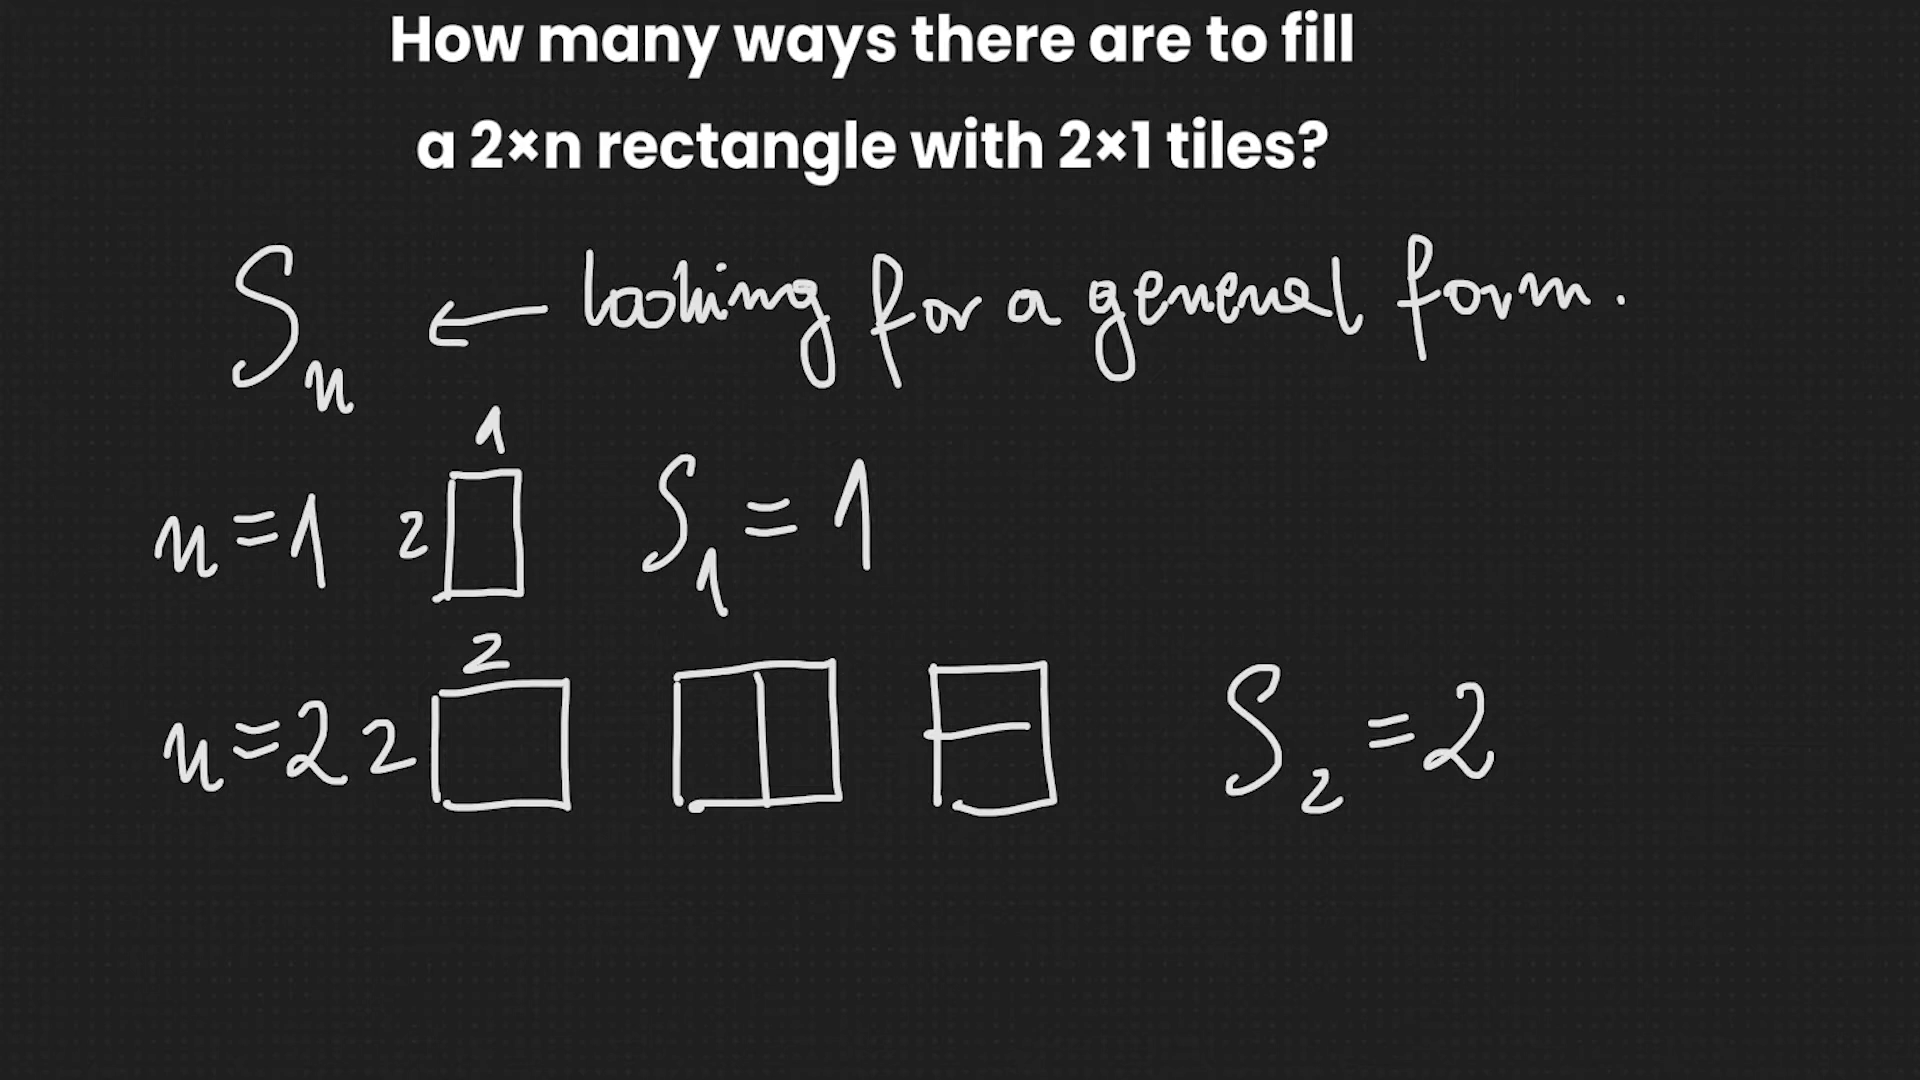 How many ways there are to fill
a 2×n rectangle with 2×1 tiles?
Sn ← looking for a general form.
1
n=1 2 S1 = 1
2
n=2 2 S2 = 2